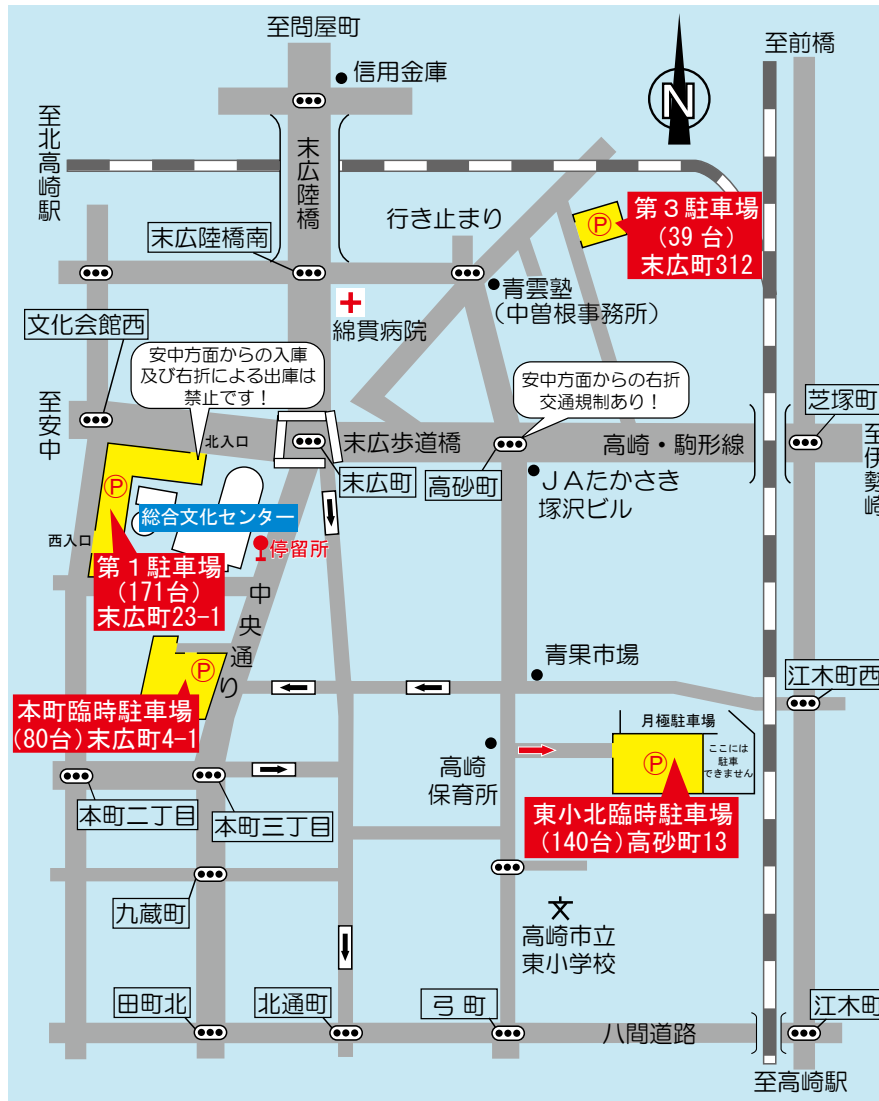 至問屋町
信用金庫
至前橋
N
至北高崎駅
末広陸橋
行き止まり
第3駐車場
(39台)
末広町312
P
末広陸橋南
青雲塾
(中曽根事務所)
綿貫病院
文化会館西
安中方面からの入庫
及び右折による出庫は
禁止です!
安中方面からの右折
交通規制あり!
芝塚町
至安中
北入口
末広歩道橋
高崎・駒形線
至伊勢崎
末広町
高砂町
JAたかさき
塚沢ビル
P
総合文化センター
西入口
停留所
第1駐車場
(171台)
末広町23-1
中央通り
青果市場
P
江木町西
本町臨時駐車場
(80台)末広町4-1
月極駐車場
ここには
駐車
できません
P
高崎
保育所
本町二丁目
本町三丁目
東小北臨時駐車場
(140台)高砂町13
九蔵町
文
高崎市立
東小学校
田町北
北通町
弓町
江木町
八間道路
至高崎駅